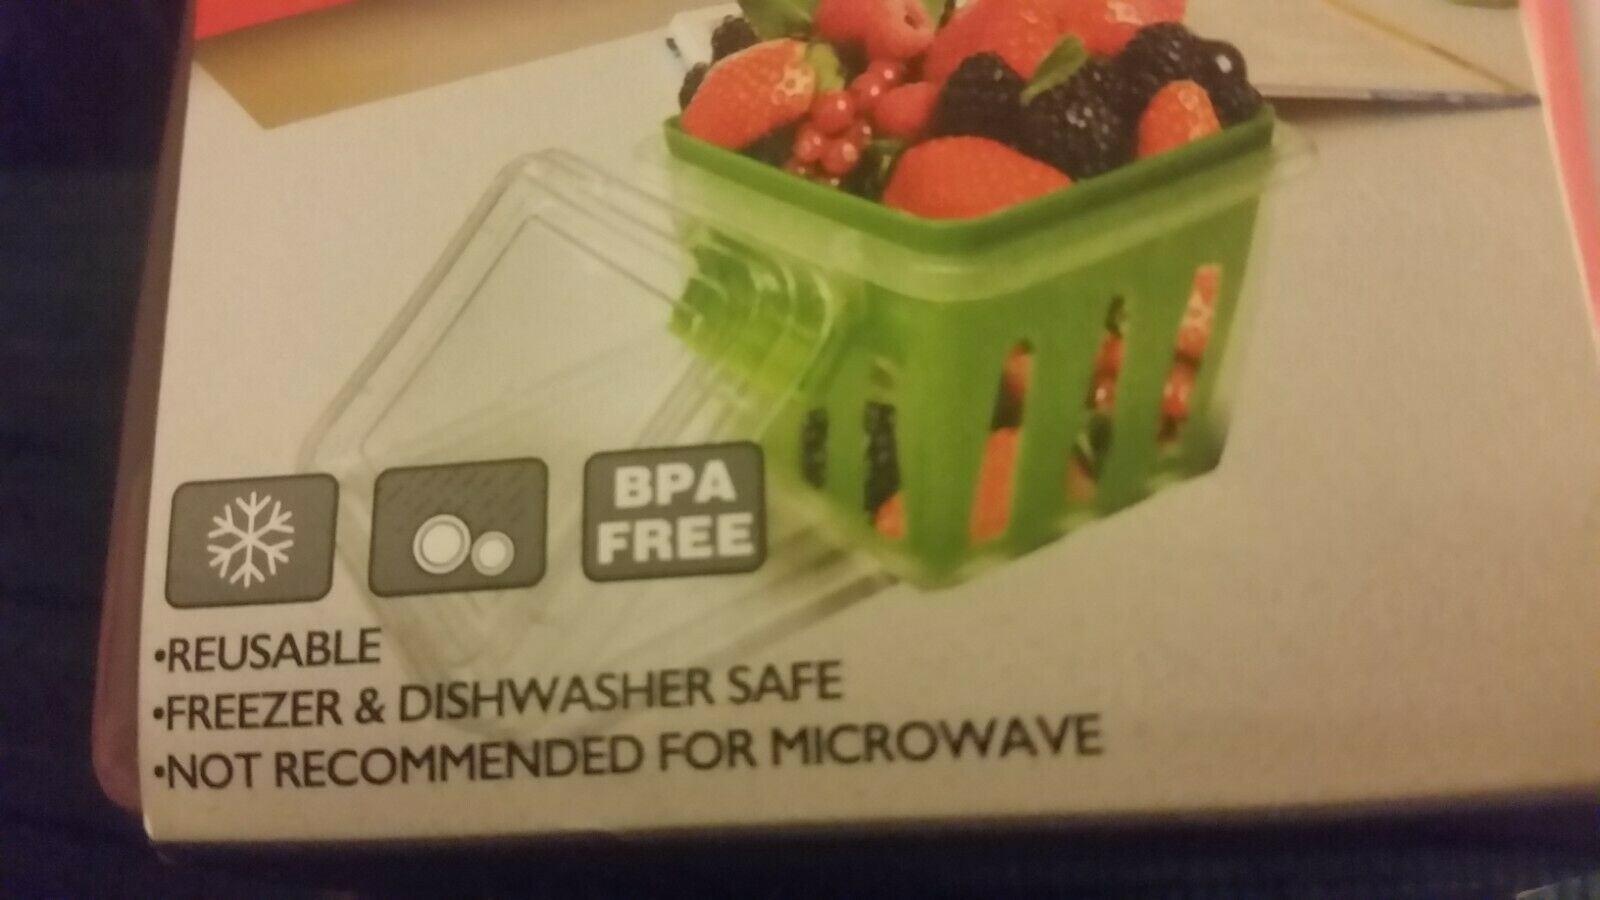 BPA
FREE
•REUSABLE
•FREEZER & DISHWASHER SAFE
•NOT RECOMMENDED FOR MICROWAVE